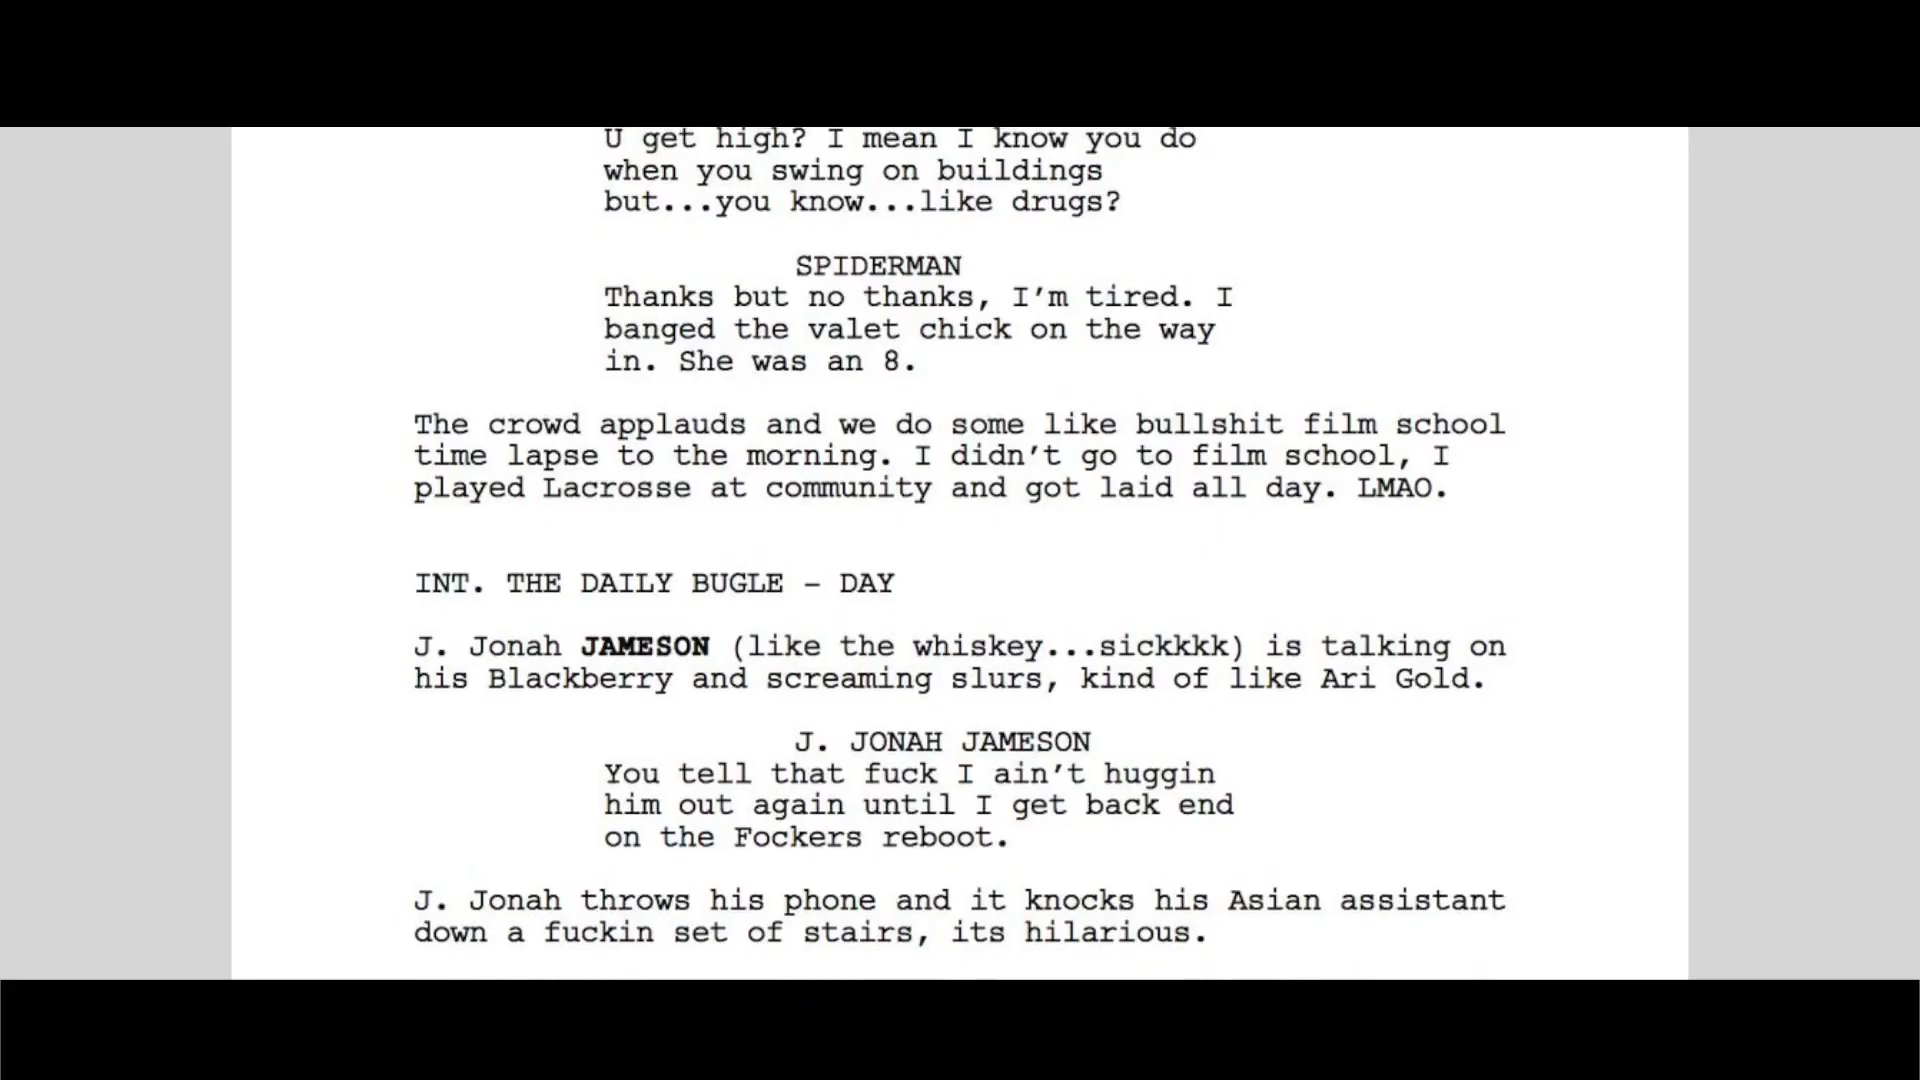 U get high? I mean I know you do
when you swing on buildings
but...you know...like drugs?
SPIDERMAN
Thanks but no thanks, I'm tired. I
banged the valet chick on the way
in. She was an 8.
The crowd applauds and we do some like bullshit film school
time lapse to the morning. I didn't go to film school, I
played Lacrosse at community and got laid all day. LMAO.
INT. THE DAILY BUGLE – DAY
J. Jonah JAMESON (like the whiskey...sickkkk) is talking on
his Blackberry and screaming slurs, kind of like Ari Gold.
J. JONAH JAMESON
You tell that fuck I ain't huggin
him out again until I get back end
on the Fockers reboot.
J. Jonah throws his phone and it knocks his Asian assistant
down a fuckin set of stairs, its hilarious.